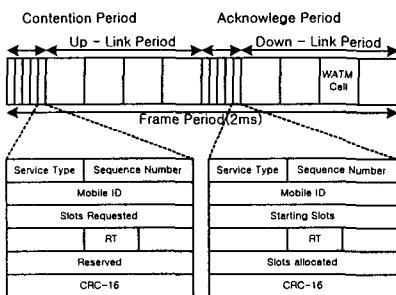 Contention Period Acknowlege Period
Up - Link Period Down - Link Period
WATM
Cell
Frame Period(2ms)
Service Type Sequence Number
Mobile ID
Slots Requested
RT
Reserved
CRC-16
Service Type Sequence Number
Mobile ID
Starting Slots
RT
Slots allocated
CRC-16